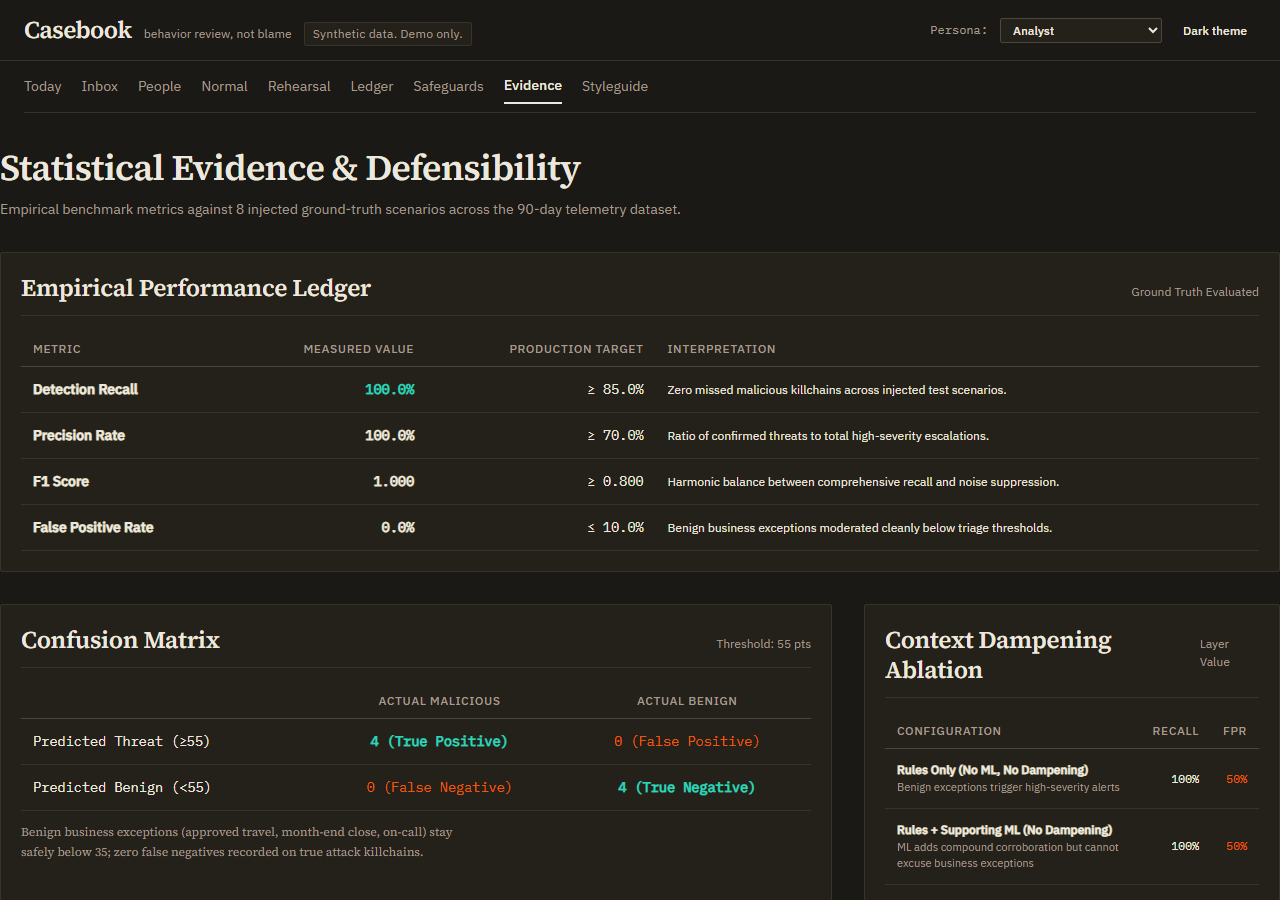 Casebook behavior review, not blame Synthetic data. Demo only. Persona: Analyst Dark theme
Today Inbox People Normal Rehearsal Ledger Safeguards Evidence Styleguide
Statistical Evidence & Defensibility
Empirical benchmark metrics against 8 injected ground-truth scenarios across the 90-day telemetry dataset.
Empirical Performance Ledger Ground Truth Evaluated
METRIC MEASURED VALUE PRODUCTION TARGET INTERPRETATION
Detection Recall 100.0% ≥ 85.0% Zero missed malicious killchains across injected test scenarios.
Precision Rate 100.0% ≥ 70.0% Ratio of confirmed threats to total high-severity escalations.
F1 Score 1.000 ≥ 0.800 Harmonic balance between comprehensive recall and noise suppression.
False Positive Rate 0.0% ≤ 10.0% Benign business exceptions moderated cleanly below triage thresholds.
Confusion Matrix Threshold: 55 pts
ACTUAL MALICIOUS ACTUAL BENIGN
Predicted Threat (≥55) 4 (True Positive) 0 (False Positive)
Predicted Benign (<55) 0 (False Negative) 4 (True Negative)
Benign business exceptions (approved travel, month-end close, on-call) stay
safely below 35; zero false negatives recorded on true attack killchains.
Context Dampening
Ablation
Layer
Value
CONFIGURATION RECALL FPR
Rules Only (No ML, No Dampening)
Benign exceptions trigger high-severity alerts
100% 50%
Rules + Supporting ML (No Dampening)
ML adds compound corroboration but cannot
excuse business exceptions
100% 50%